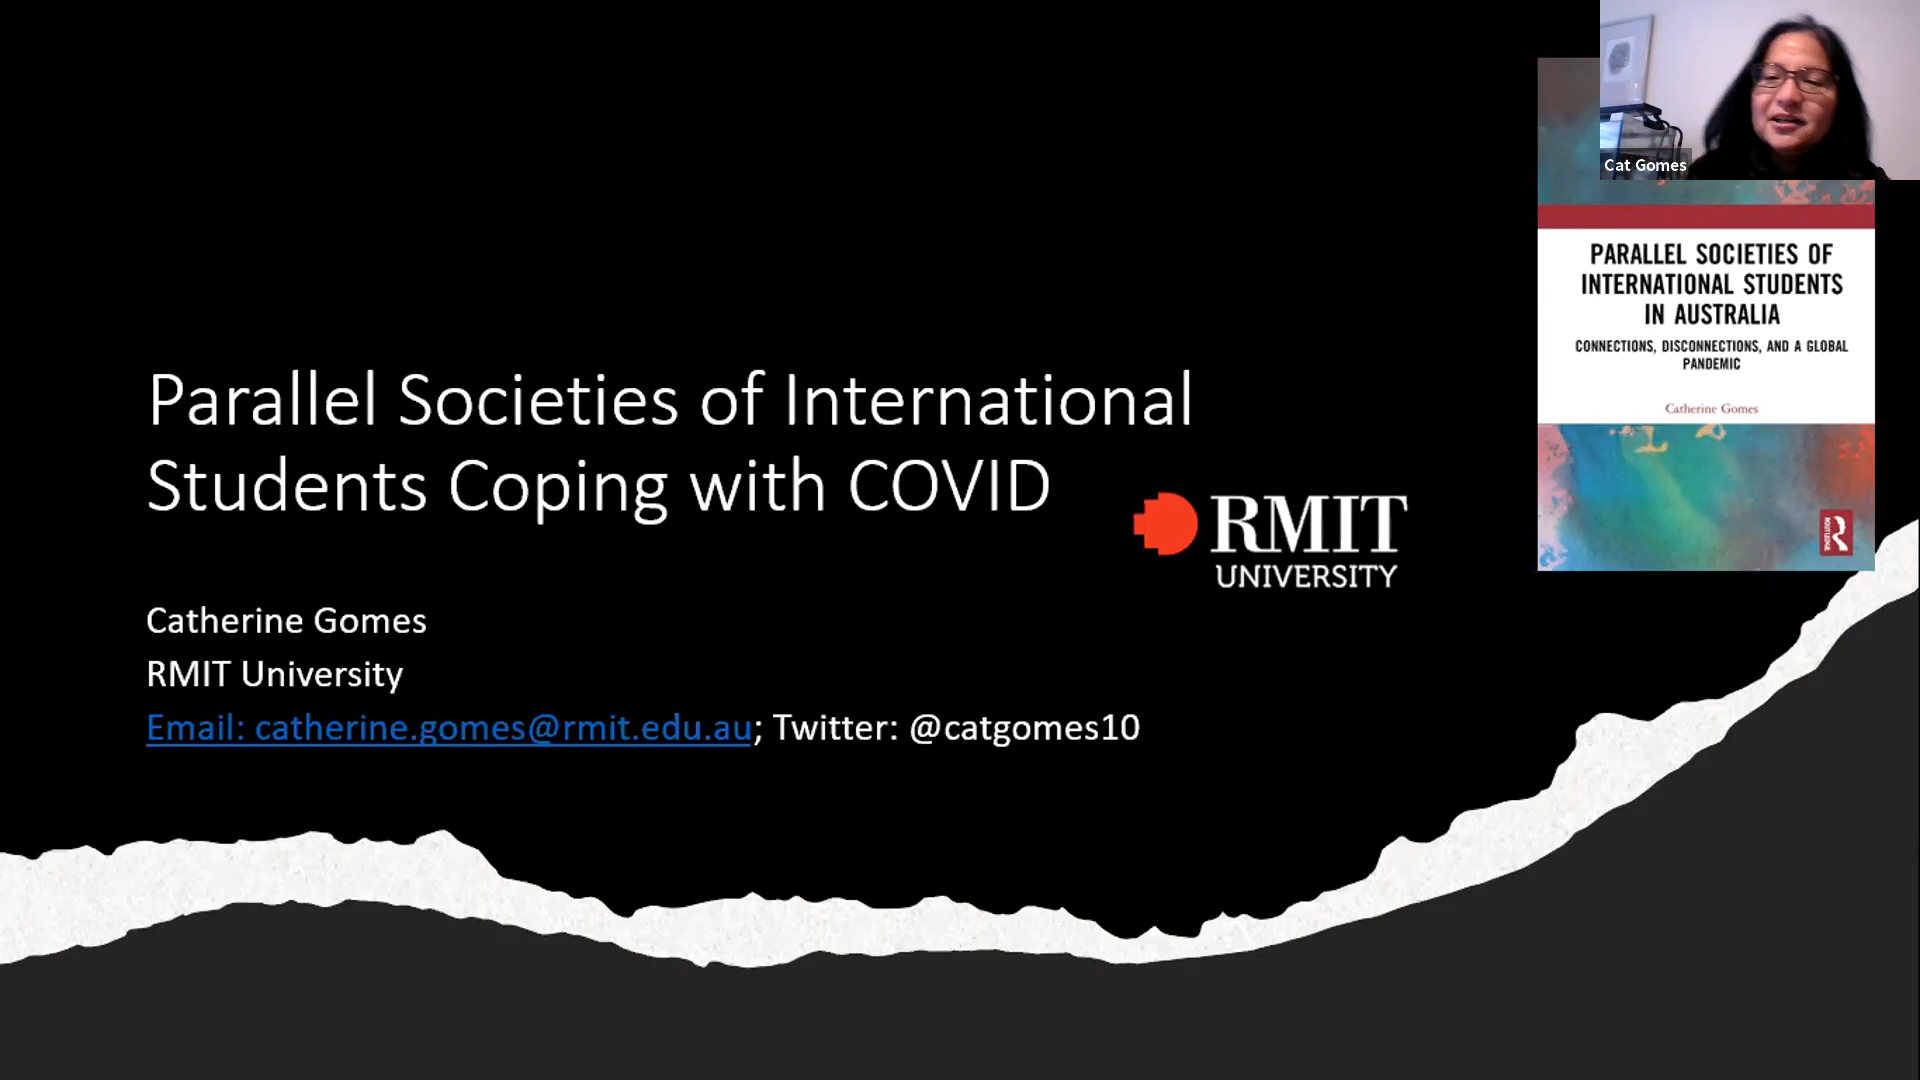 Cat Gomes
PARALLEL SOCIETIES OF
INTERNATIONAL STUDENTS
IN AUSTRALIA
CONNECTIONS, DISCONNECTIONS, AND A GLOBAL
PANDEMIC
Catherine Gomes
ROUTLEDGE
Parallel Societies of International
Students Coping with COVID
RMIT
UNIVERSITY
Catherine Gomes
RMIT University
Email: catherine.gomes@rmit.edu.au; Twitter: @catgomes10